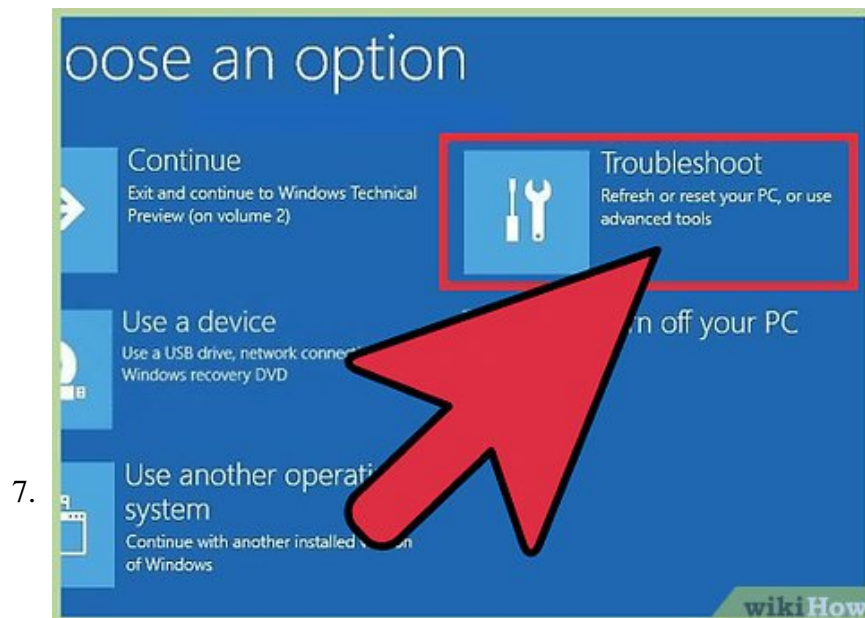 oose an option
Continue
Exit and continue to Windows Technical
Preview (on volume 2)
Troubleshoot
Refresh or reset your PC, or use
advanced tools
Use a device
Use a USB drive, network
Windows recovery DVD
off your PC
Use another
system
Continue with another installed
of Windows
7.
wikiHow